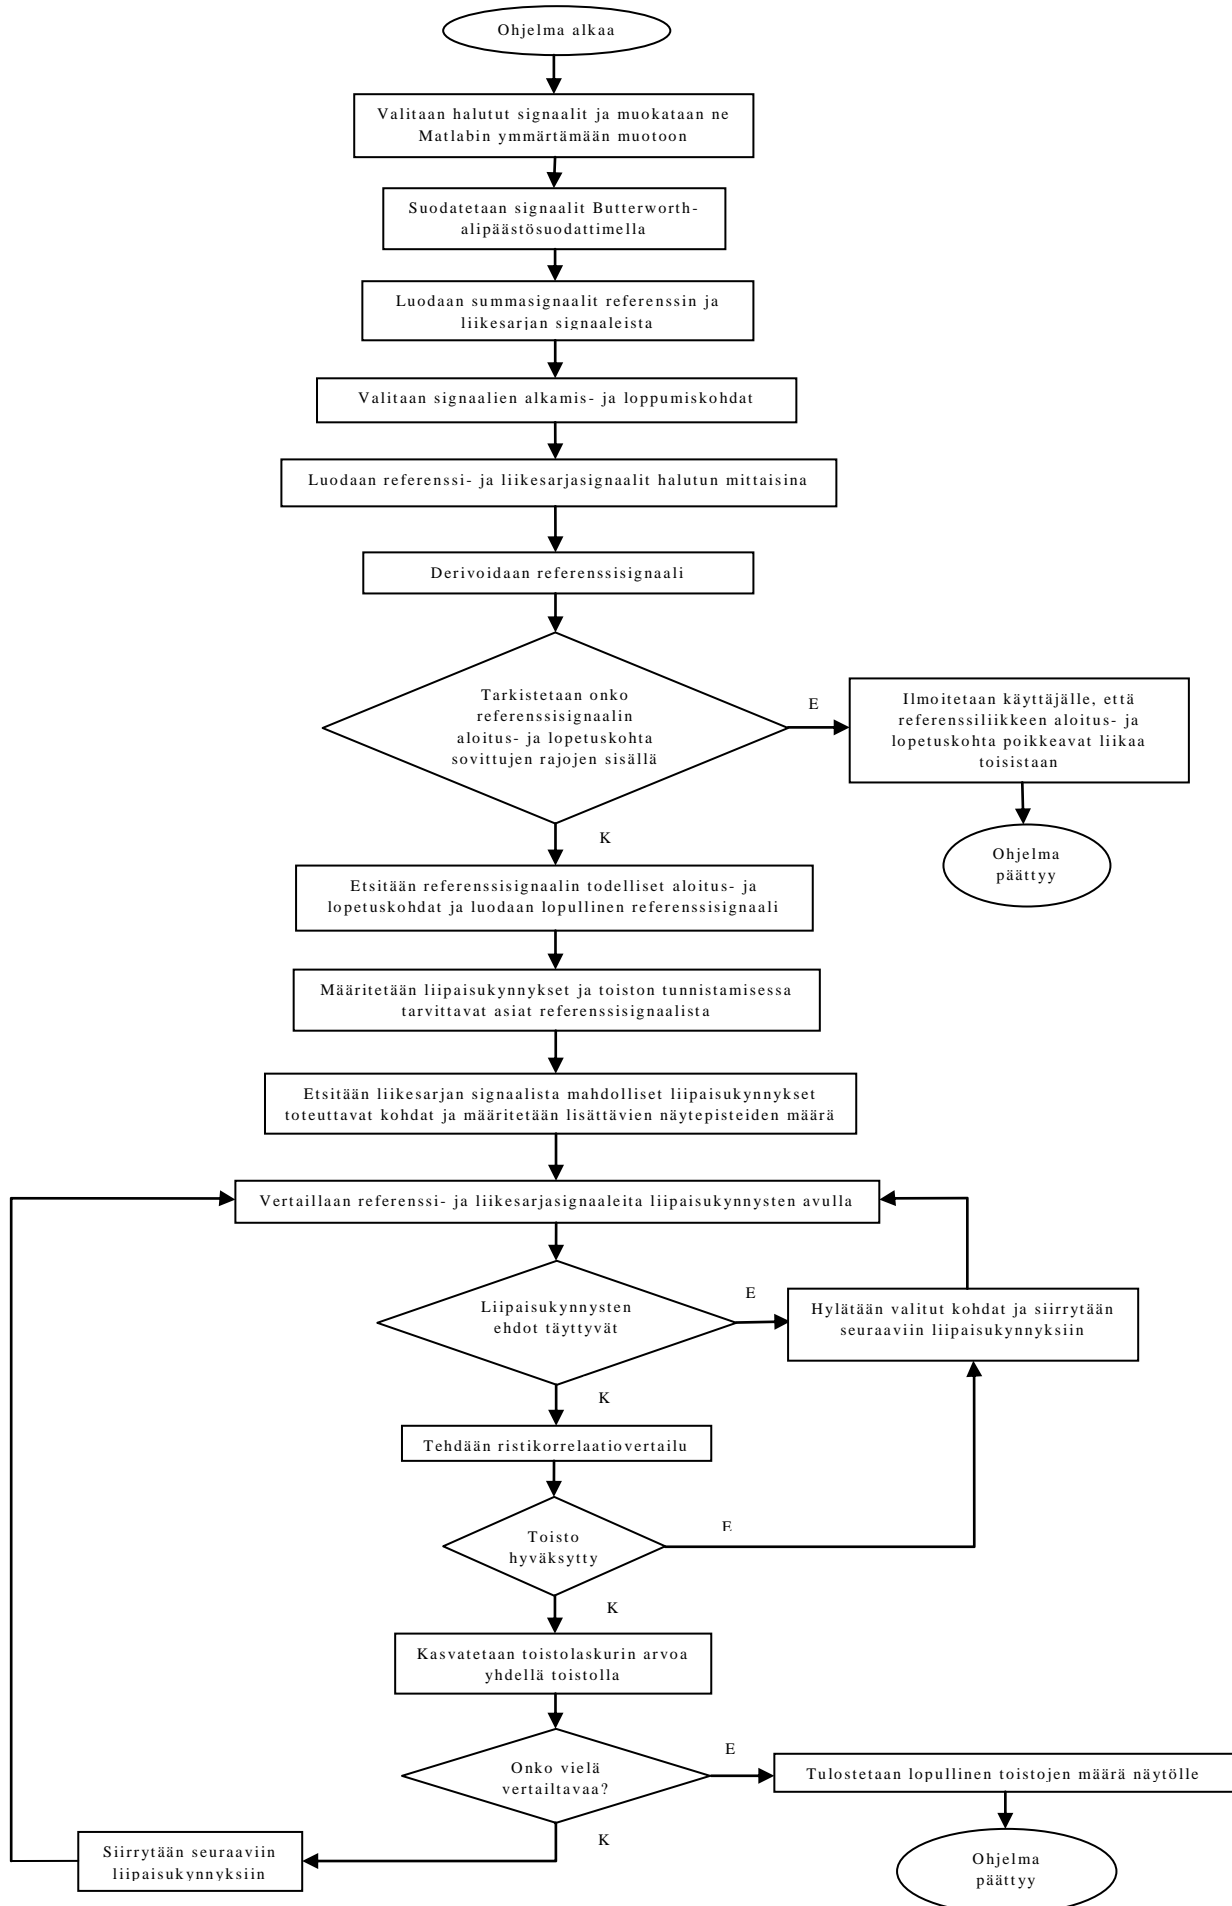 Ohjelma alkaa
Valitaan halutut signaalit ja muokataan ne
Matlabin ymmärtämään muotoon
Suodatetaan signaalit Butterworth-
alipäästösuodattimella
Luodaan summasignaalit referenssin ja
liikesarjan signaaleista
Valitaan signaalien alkamis- ja loppumiskohdat
Luodaan referenssi- ja liikesarjasignaalit halutun mittaisina
Derivoidaan referenssisignaali
Tarkistetaan onko
referenssisignaalin
aloitus- ja lopetuskohta
sovittujen rajojen sisällä
E
Ilmoitetaan käyttäjälle, että
referenssiliikkeen aloitus- ja
lopetuskohta poikkeavat liikaa
toisistaan
K
Ohjelma
päättyy
Etsitään referenssisignaalin todelliset aloitus- ja
lopetuskohdat ja luodaan lopullinen referenssisignaali
Määritetään liipaisukynnykset ja toiston tunnistamisessa
tarvittavat asiat referenssisignaalista
Etsitään liikesarjan signaalista mahdolliset liipaisukynnykset
toteuttavat kohdat ja määritetään lisättävien näytepisteiden määrä
Vertaillaan referenssi- ja liikesarjasignaaleita liipaisukynnysten avulla
Liipaisukynnysten
ehdot täyttyvät
E
Hylätään valitut kohdat ja siirrytään
seuraaviin liipaisukynnyksiin
K
Tehdään ristikorrelaatiovertailu
Toisto
hyväksytty
E
K
Kasvatetaan toistolaskurin arvoa
yhdellä toistolla
Onko vielä
vertailtavaa?
E
Tulostetaan lopullinen toistojen määrä näytölle
K
Siirrytään seuraaviin
liipaisukynnyksiin
Ohjelma
päättyy